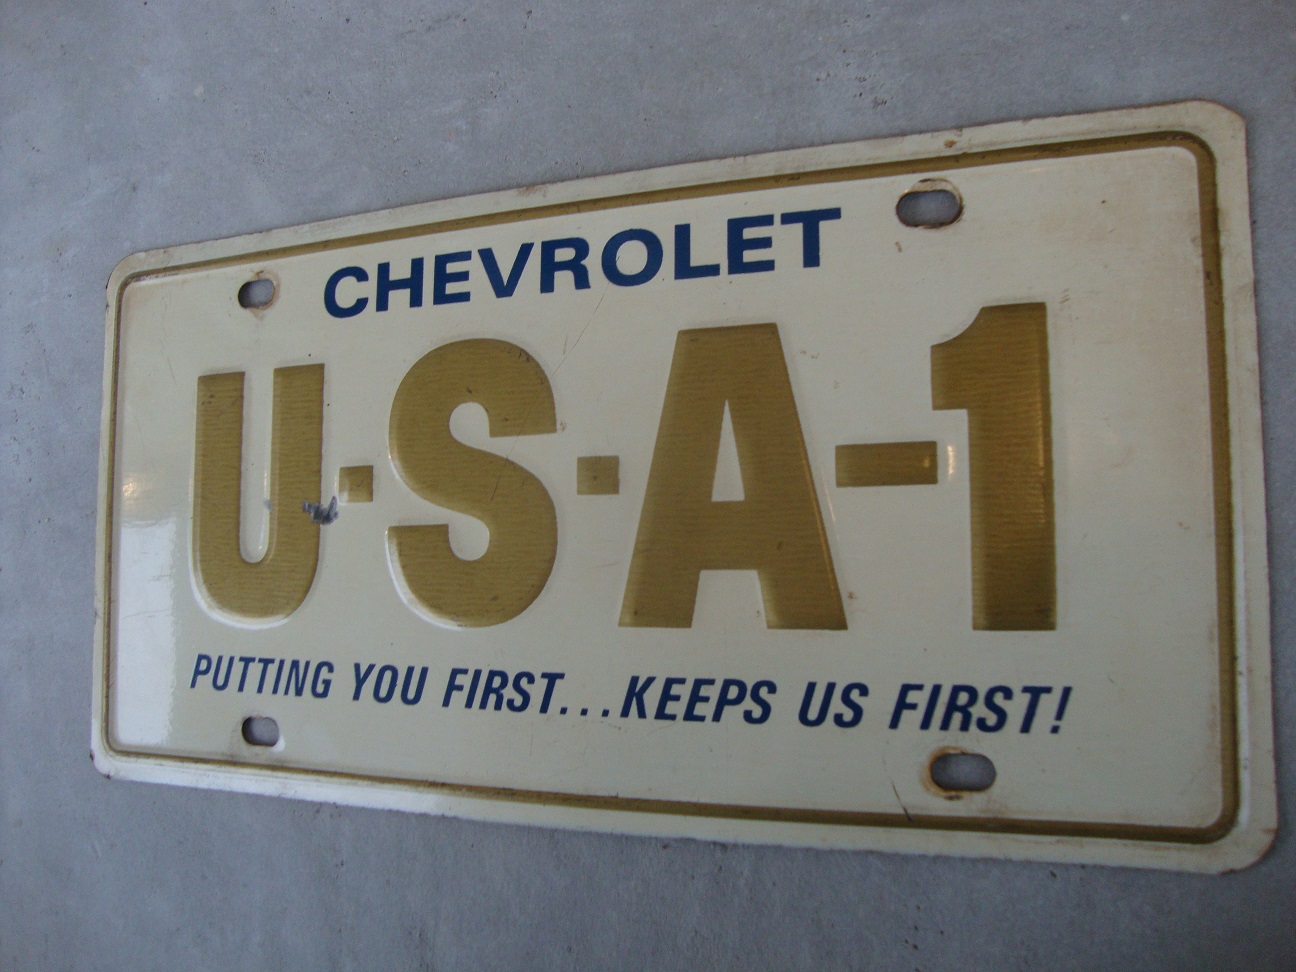 CHEVROLET
U·S·A-1
PUTTING YOU FIRST...KEEPS US FIRST!